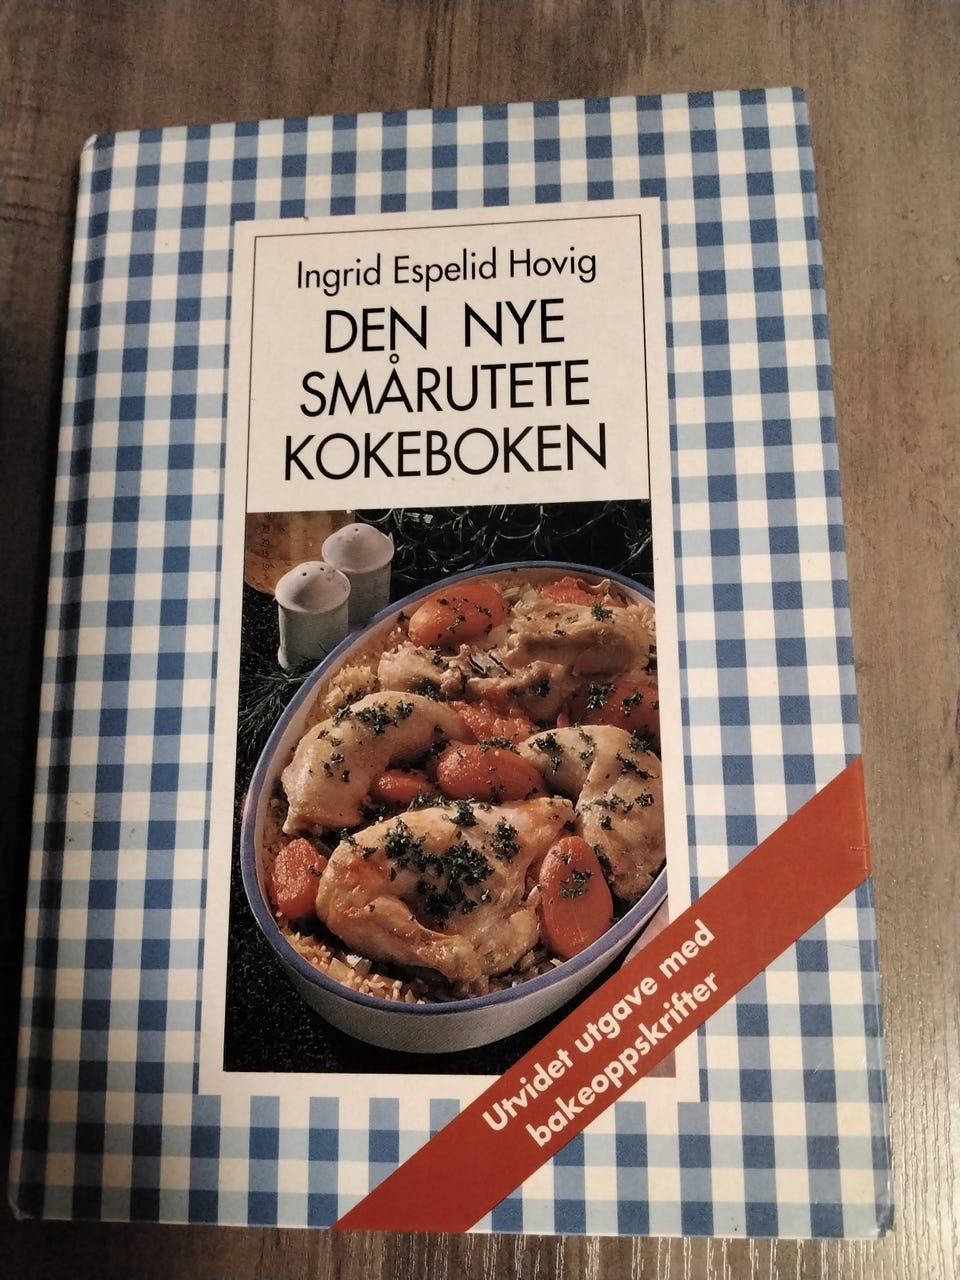 Ingrid Espelid Hovig
DEN NYE
SMÅRUTETE
KOKEBOKEN
Utvidet utgave med
bakeoppskrifter